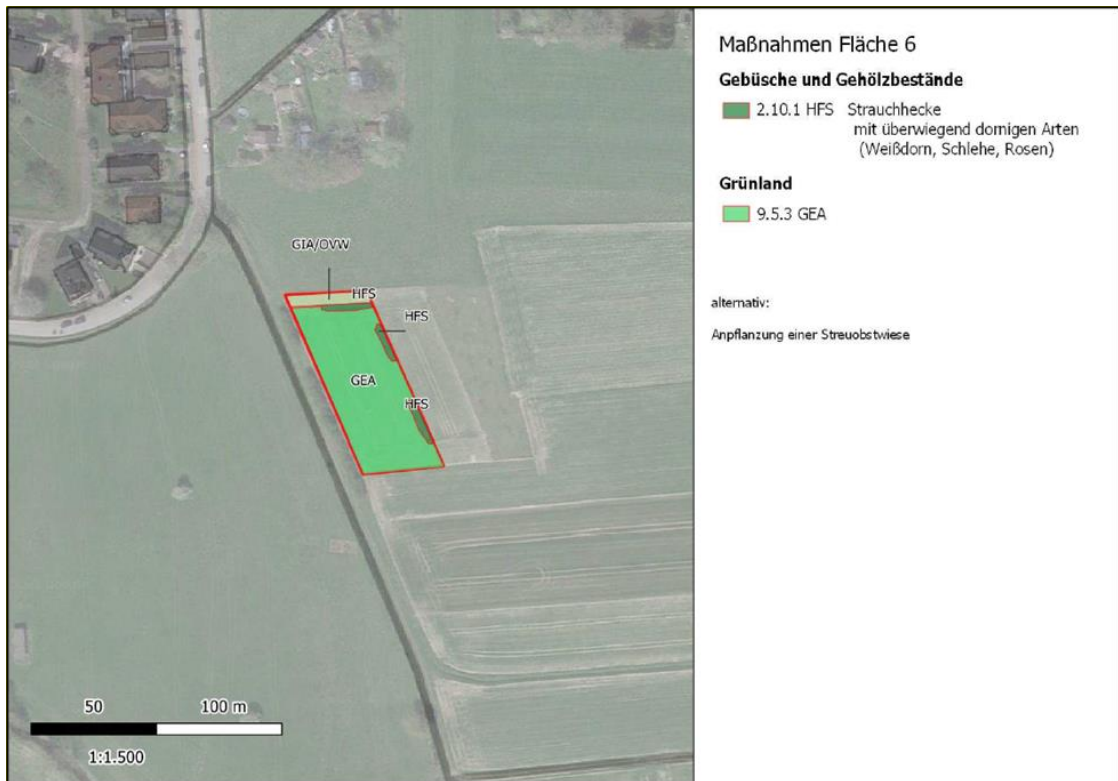 Maßnahmen Fläche 6
Gebüsche und Gehölzbestände
2.10.1 HFS Strauchhecke
mit überwiegend dornigen Arten
(Weißdorn, Schlehe, Rosen)
Grünland
9.5.3 GEA
alternativ:
Anpflanzung einer Streuobstwiese
GIA/OVW
HFS
HFS
GEA
HFS
50 100 m
1:1.500